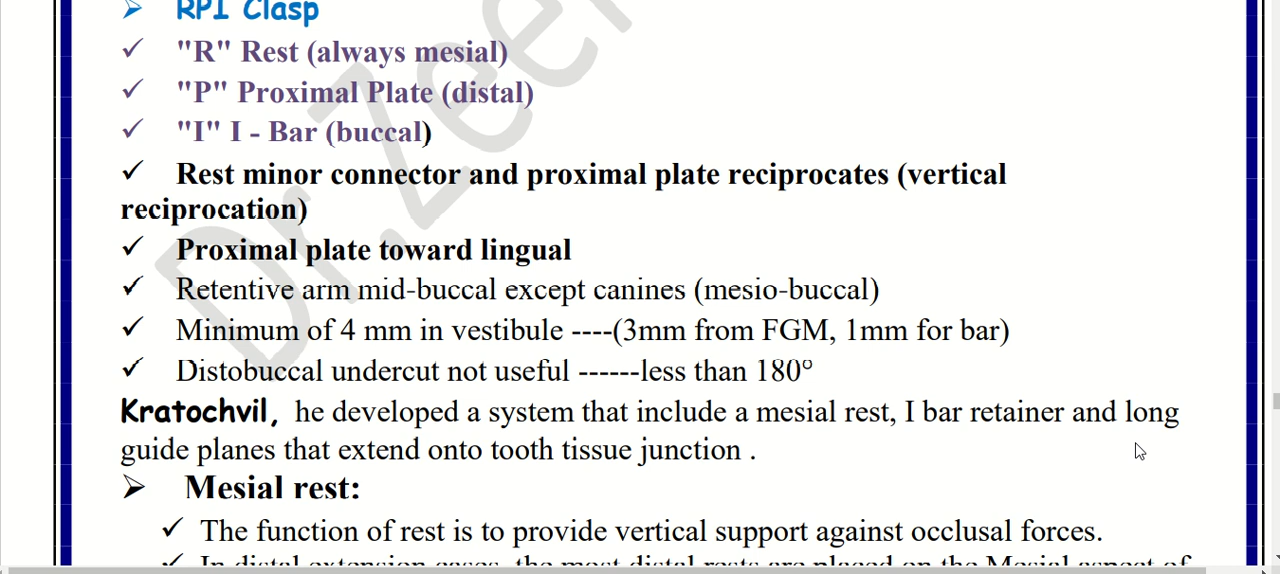 RPI Clasp
"R" Rest (always mesial)
"P" Proximal Plate (distal)
"I" I - Bar (buccal)
Rest minor connector and proximal plate reciprocates (vertical
reciprocation)
Proximal plate toward lingual
Retentive arm mid-buccal except canines (mesio-buccal)
Minimum of 4 mm in vestibule ----(3mm from FGM, 1mm for bar)
Distobuccal undercut not useful ------less than 180°
Kratochvil, he developed a system that include a mesial rest, I bar retainer and long
guide planes that extend onto tooth tissue junction .
Mesial rest:
The function of rest is to provide vertical support against occlusal forces.
In distal extension cases, the most distal rests are placed on the Mesial aspect of